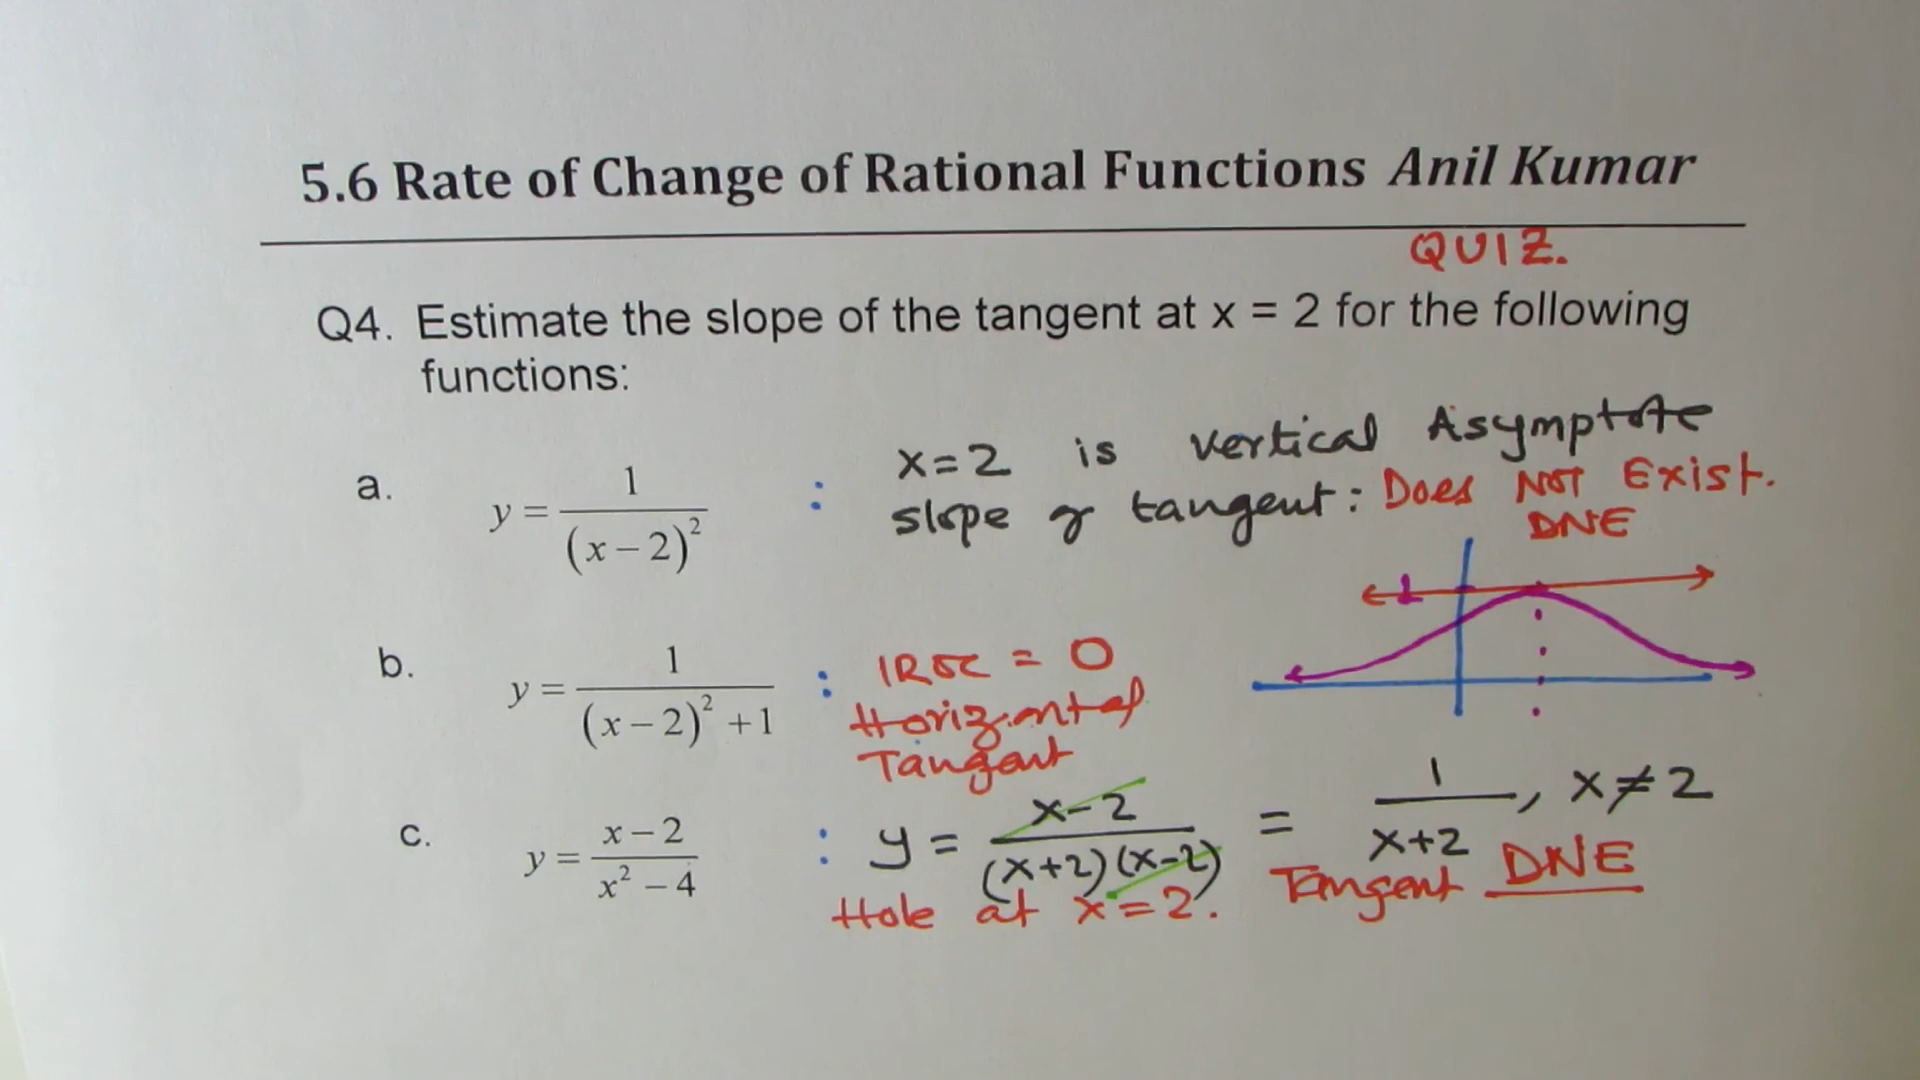 5.6 Rate of Change of Rational Functions Anil Kumar
QUIZ.
Q4. Estimate the slope of the tangent at x = 2 for the following
functions:
a. y = 1/(x − 2)² : x = 2 is vertical Asymptote
slope of tangent : Does NOT Exist.
DNE
1
b. y = 1/((x − 2)² + 1) : IROC = 0
Horizontal
Tangent
c. y = (x − 2)/(x² − 4) : y = (x − 2)/((x+2)(x−2)) = 1/(x+2), x ≠ 2
Hole at x = 2. Tangent DNE